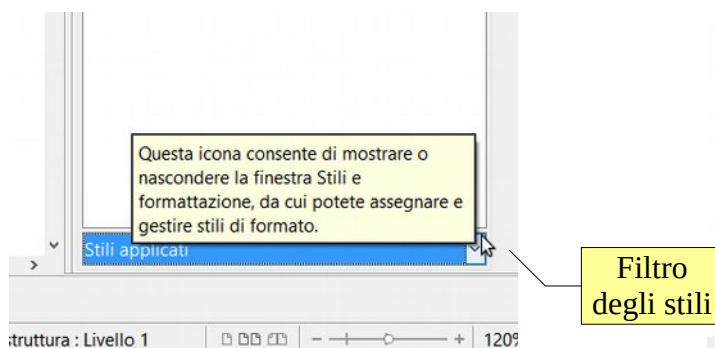 Questa icona consente di mostrare o
nascondere la finestra Stili e
formattazione, da cui potete assegnare e
gestire stili di formato.
Stili applicati
Filtro
degli stili
truttura : Livello 1
120%